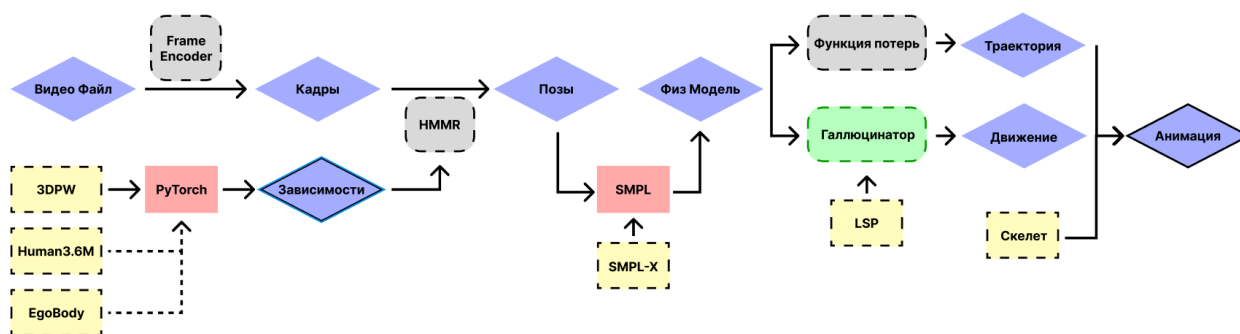 Frame
Encoder
Видео Файл
Кадры
HMMR
Позы
Физ Модель
Функция потерь
Траектория
Галлюцинатор
Движение
Анимация
3DPW
PyTorch
Зависимости
SMPL
LSP
Скелет
Human3.6M
SMPL-X
EgoBody